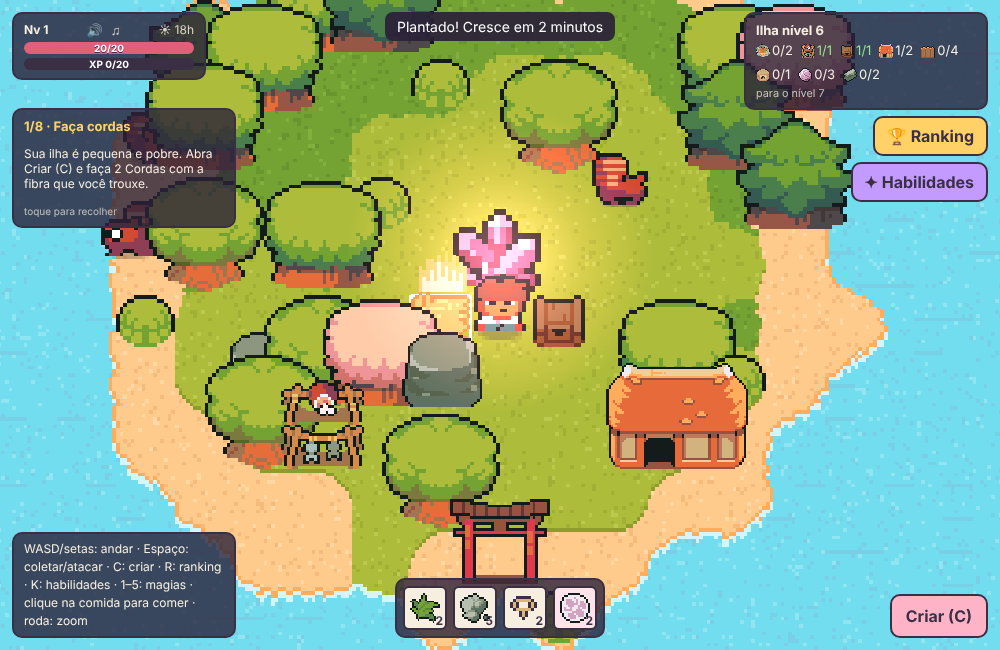 Nv 1
18h
20/20
XP 0/20
Plantado! Cresce em 2 minutos
Ilha nível 6
0/2 1/1 1/1 1/2 0/4
0/1 0/3 0/2
para o nível 7
🏆 Ranking
✦ Habilidades
1/8 · Faça cordas
Sua ilha é pequena e pobre. Abra
Criar (C) e faça 2 Cordas com a
fibra que você trouxe.
toque para recolher
WASD/setas: andar · Espaço:
coletar/atacar · C: criar · R: ranking
· K: habilidades · 1–5: magias ·
clique na comida para comer ·
roda: zoom
2 5 2 2
Criar (C)